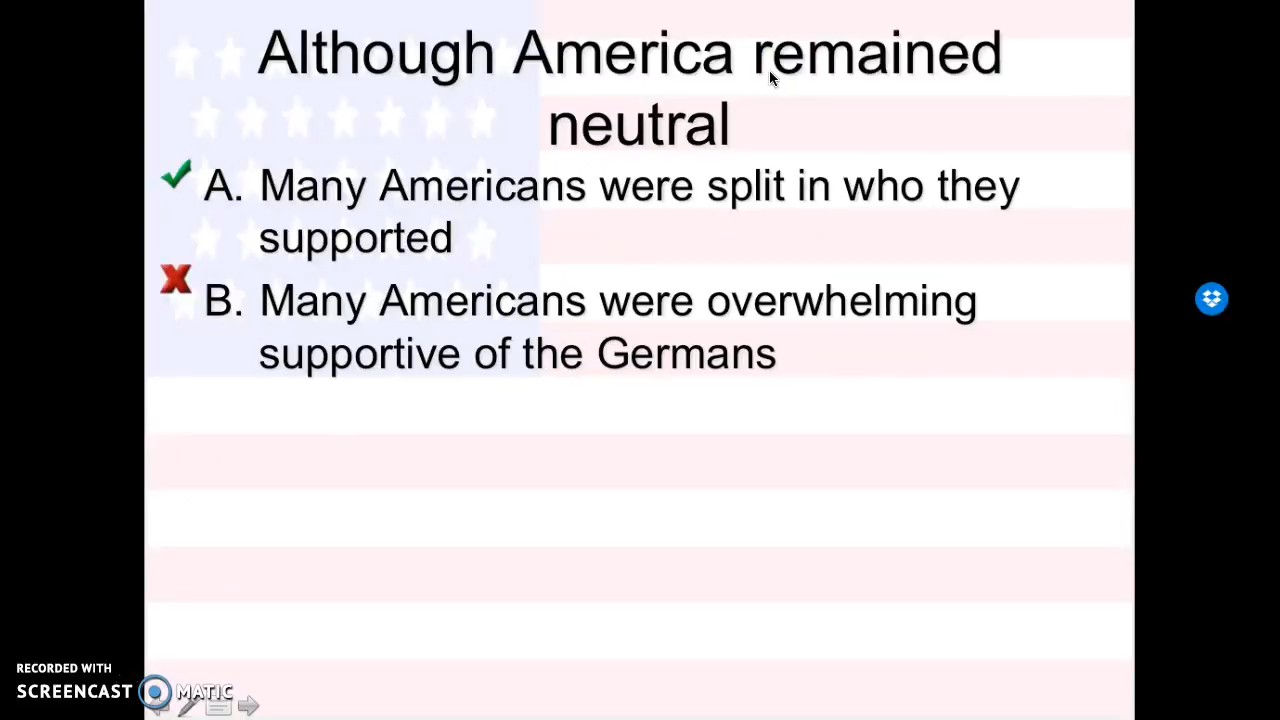 Although America remained
neutral
A. Many Americans were split in who they
supported
B. Many Americans were overwhelming
supportive of the Germans
RECORDED WITH
SCREENCAST MATIC